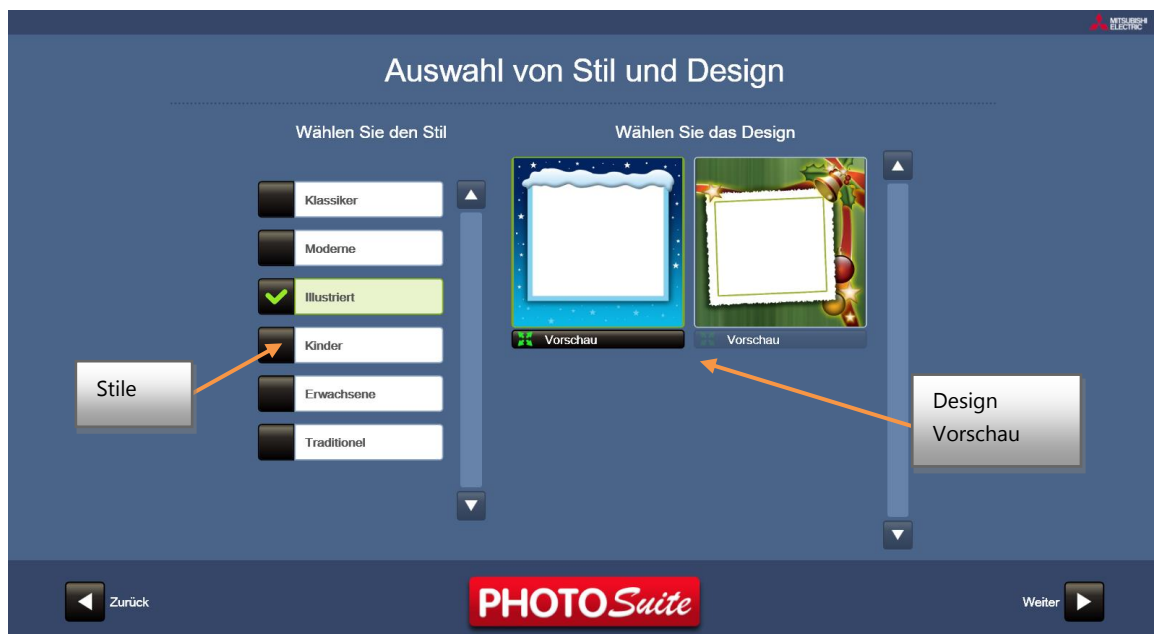 MITSUBISHI
ELECTRIC
Auswahl von Stil und Design
Wählen Sie den Stil
Wählen Sie das Design
Klassiker
Moderne
Illustriert
Kinder
Erwachsene
Traditionel
Vorschau
Vorschau
Stile
Design
Vorschau
Zurück
PHOTO Suite
Weiter